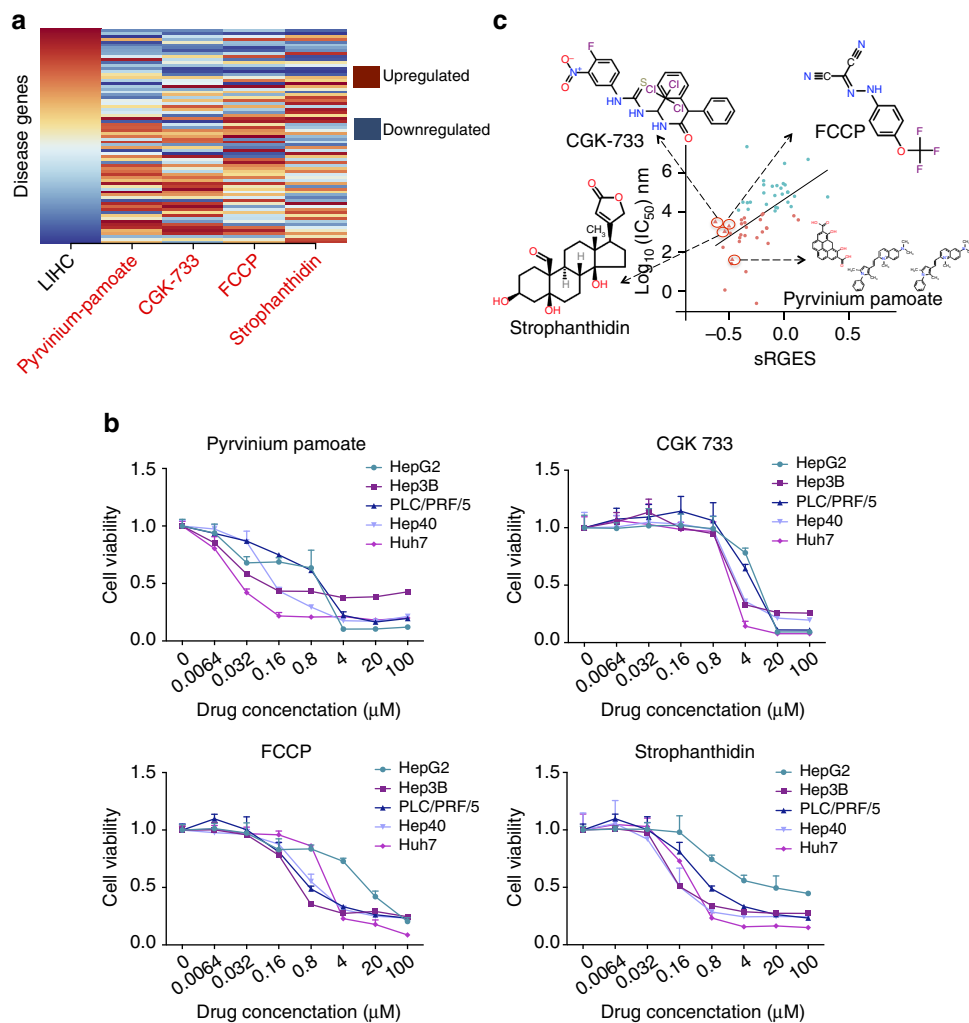 a
Disease genes
Upregulated
Downregulated
LIHC
Pyrvinium-pamoate
CGK-733
FCCP
Strophanthidin
c
CGK-733
FCCP
Strophanthidin
Pyrvinium pamoate
Log10 (IC50) nm
6
4
2
0
−0.5
0.0
0.5
sRGES
b
Pyrvinium pamoate
Cell viability
1.5
1.0
0.5
0.0
HepG2
Hep3B
PLC/PRF/5
Hep40
Huh7
0
0.0064
0.032
0.16
0.8
4
20
100
Drug concenctation (μM)
CGK 733
Cell viability
1.5
1.0
0.5
0.0
HepG2
Hep3B
PLC/PRF/5
Hep40
Huh7
0
0.0064
0.032
0.16
0.8
4
20
100
Drug concenctation (μM)
FCCP
Cell viability
1.5
1.0
0.5
0.0
HepG2
Hep3B
PLC/PRF/5
Hep40
Huh7
0
0.0064
0.032
0.16
0.8
4
20
100
Drug concenctation (μM)
Strophanthidin
Cell viability
1.5
1.0
0.5
0.0
HepG2
Hep3B
PLC/PRF/5
Hep40
Huh7
0
0.0064
0.032
0.16
0.8
4
20
100
Drug concenctation (μM)